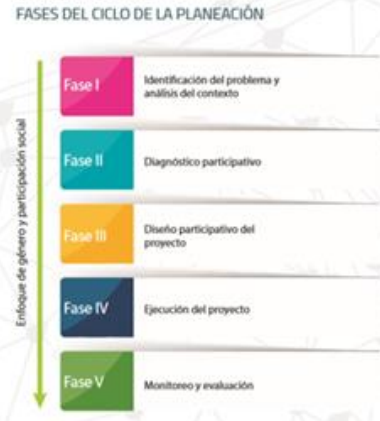 FASES DEL CICLO DE LA PLANEACIÓN
Enfoque de género y participación social
Fase I
Identificación del problema y
análisis del contexto
Fase II
Diagnóstico participativo
Fase III
Diseño participativo del
proyecto
Fase IV
Ejecución del proyecto
Fase V
Monitoreo y evaluación